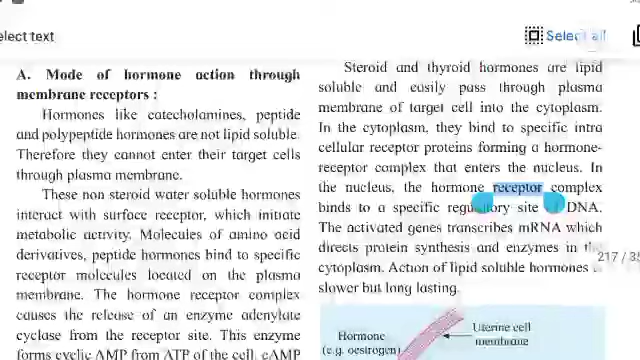 elect text
Select all
A. Mode of hormone action through
membrane receptors :
Hormones like catecholamines, peptide
and polypeptide hormones are not lipid soluble.
Therefore they cannot enter their target cells
through plasma membrane.
These non steroid water soluble hormones
interact with surface receptor, which initiate
metabolic activity. Molecules of amino acid
derivatives, peptide hormones bind to specific
receptor molecules located on the plasma
membrane. The hormone receptor complex
causes the release of an enzyme adenylate
cyclase from the receptor site. This enzyme
forms cyclic AMP from ATP of the cell. cAMP
Steroid and thyroid hormones are lipid
soluble and easily pass through plasma
membrane of target cell into the cytoplasm.
In the cytoplasm, they bind to specific intra
cellular receptor proteins forming a hormone-
receptor complex that enters the nucleus. In
the nucleus, the hormone receptor complex
binds to a specific regulatory site of DNA.
The activated genes transcribes mRNA which
directs protein synthesis and enzymes in the
cytoplasm. Action of lipid soluble hormones
slower but long lasting.
217 / 35
Hormone
(e.g. oestrogen)
Uterine cell
membrane